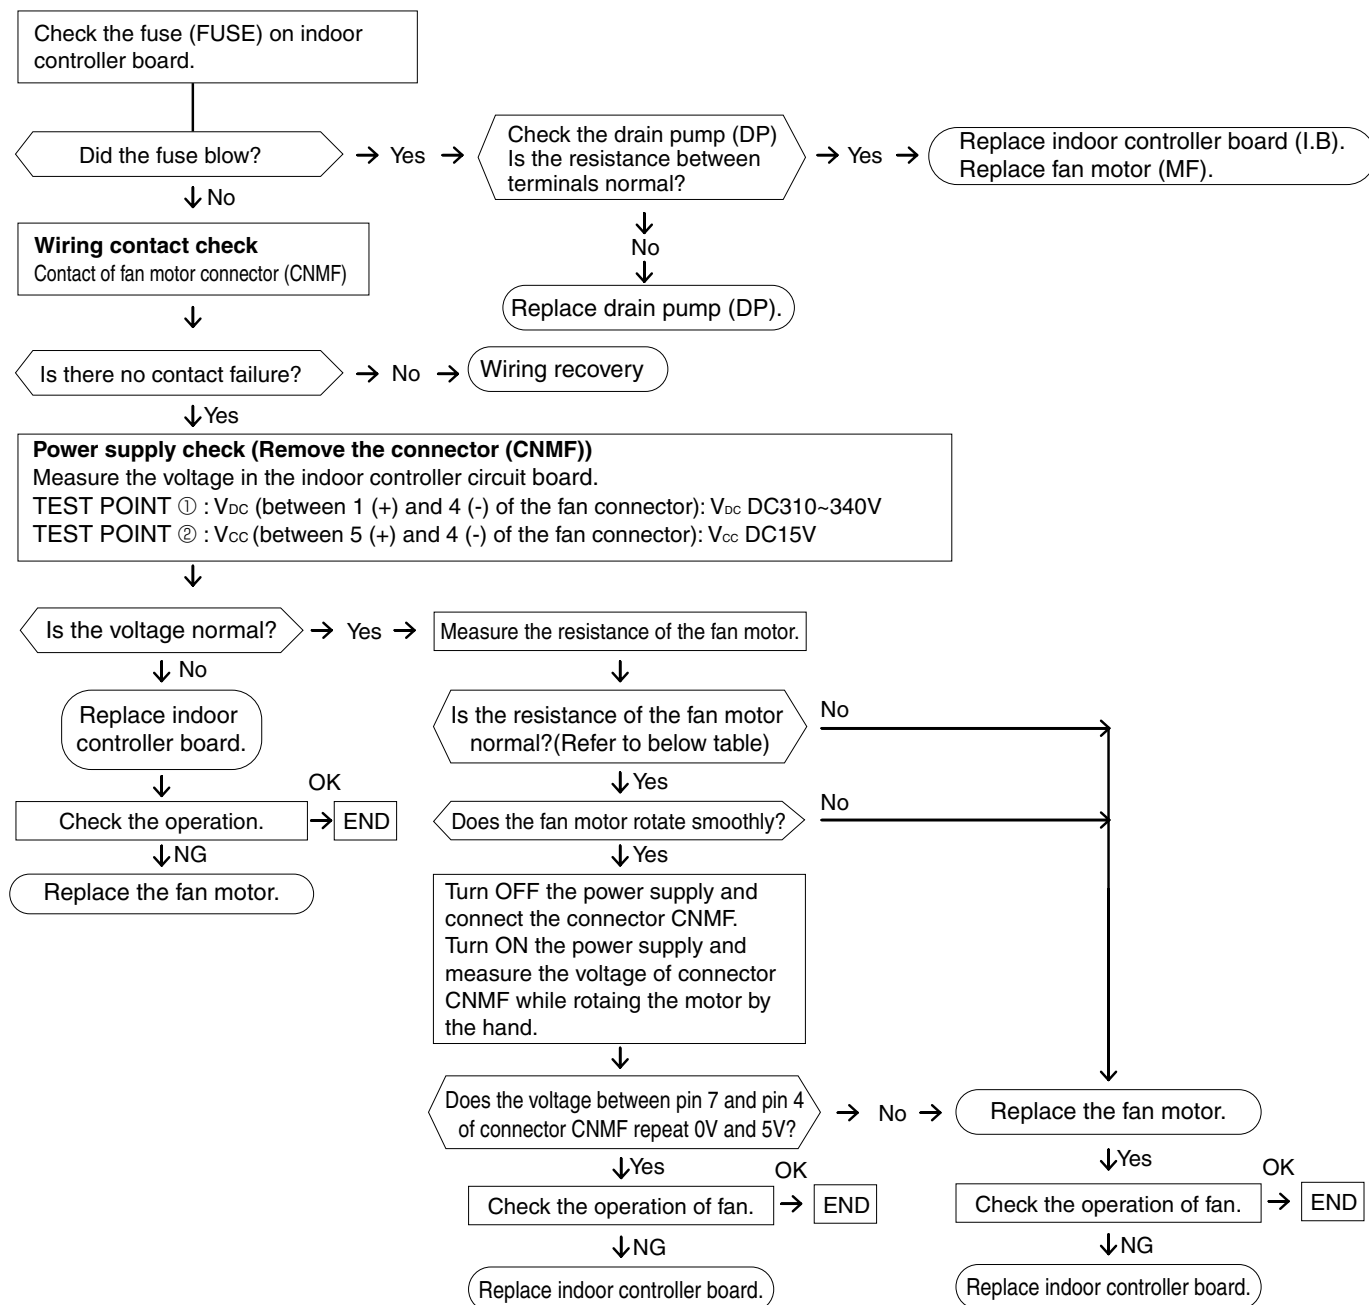 Check the fuse (FUSE) on indoor
controller board.
Did the fuse blow?
Yes
Check the drain pump (DP)
Is the resistance between
terminals normal?
Yes
Replace indoor controller board (I.B).
Replace fan motor (MF).
No
No
Wiring contact check
Contact of fan motor connector (CNMF)
Replace drain pump (DP).
Is there no contact failure?
No
Wiring recovery
Yes
Power supply check (Remove the connector (CNMF))
Measure the voltage in the indoor controller circuit board.
TEST POINT ① : VDC (between 1 (+) and 4 (-) of the fan connector): VDC DC310~340V
TEST POINT ② : VCC (between 5 (+) and 4 (-) of the fan connector): VCC DC15V
Is the voltage normal?
Yes
Measure the resistance of the fan motor.
No
Replace indoor
controller board.
Is the resistance of the fan motor
normal?(Refer to below table)
No
Yes
OK
Check the operation.
END
Does the fan motor rotate smoothly?
No
NG
Yes
Replace the fan motor.
Turn OFF the power supply and
connect the connector CNMF.
Turn ON the power supply and
measure the voltage of connector
CNMF while rotaing the motor by
the hand.
Does the voltage between pin 7 and pin 4
of connector CNMF repeat 0V and 5V?
No
Replace the fan motor.
Yes
OK
Yes
OK
Check the operation of fan.
END
Check the operation of fan.
END
NG
NG
Replace indoor controller board.
Replace indoor controller board.